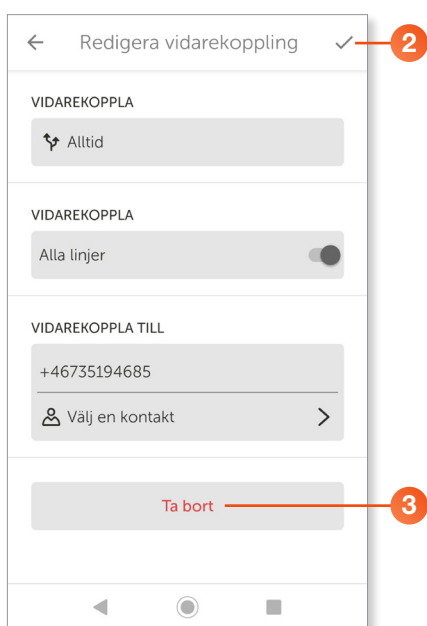 Redigera vidarekoppling
2
VIDAREKOPPLA
Alltid
VIDAREKOPPLA
Alla linjer
VIDAREKOPPLA TILL
+46735194685
Välj en kontakt
Ta bort
3